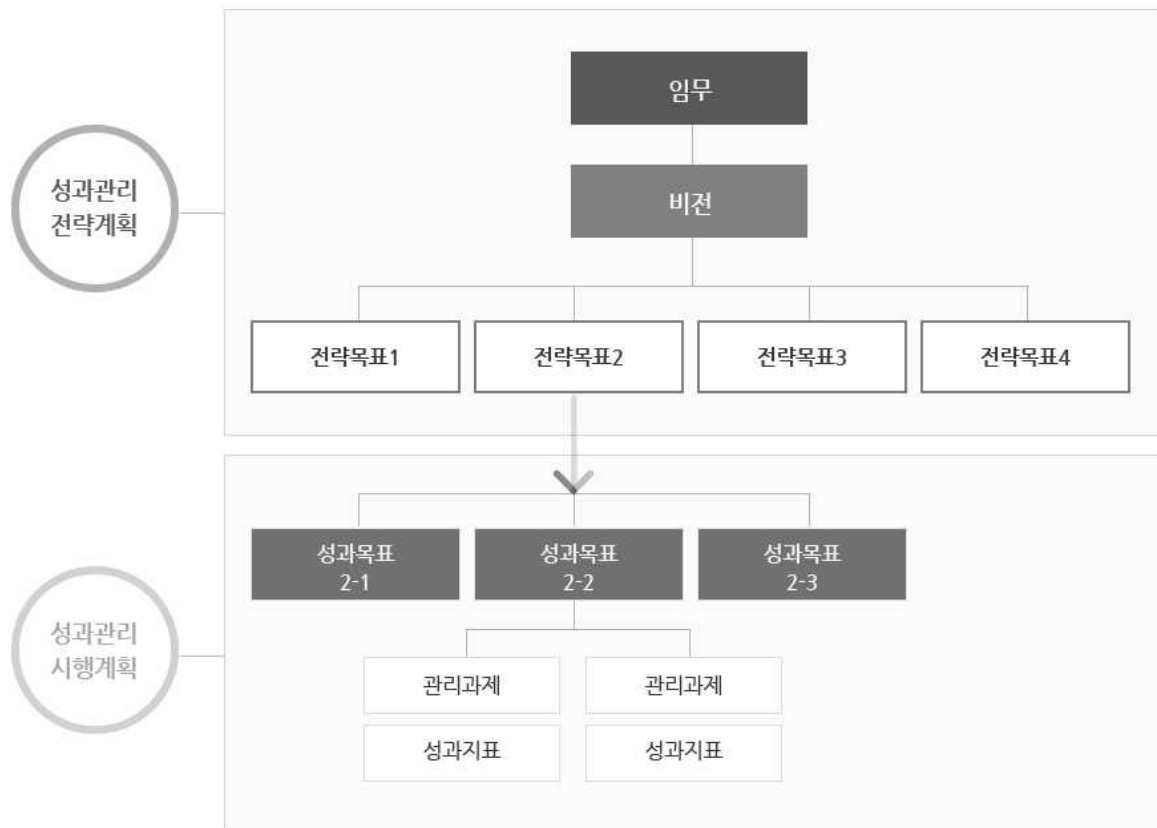 성과관리
전략계획
임무
비전
전략목표1
전략목표2
전략목표3
전략목표4
성과관리
시행계획
성과목표
2-1
성과목표
2-2
성과목표
2-3
관리과제
관리과제
성과지표
성과지표